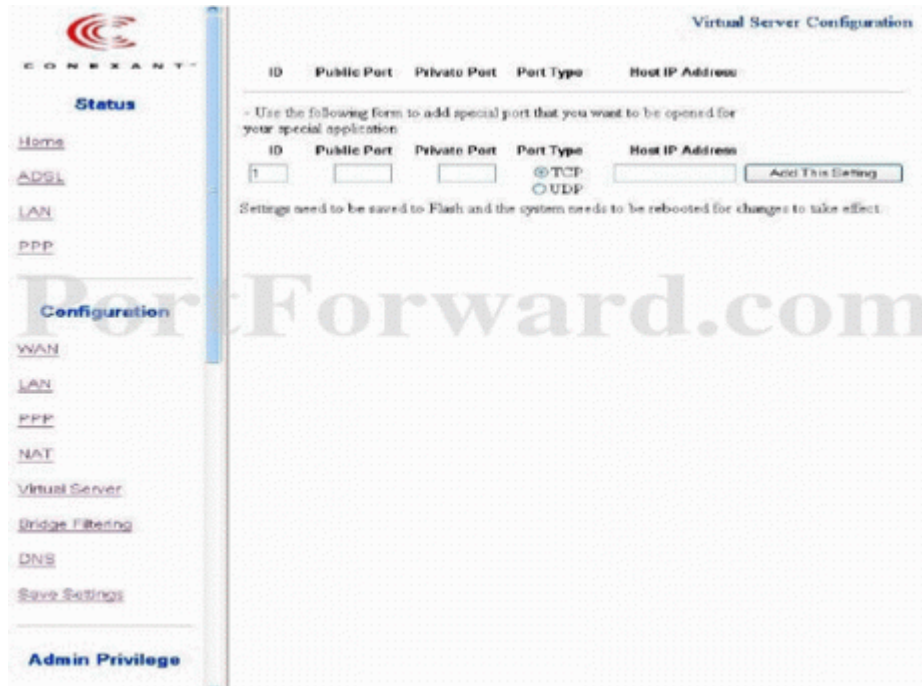 CONEXANT
Status
Home
ADSL
LAN
PPP
Configuration
WAN
LAN
PPP
NAT
Virtual Server
Bridge Filtering
DNS
Save Settings
Admin Privilege
Virtual Server Configuration
ID Public Port Private Port Port Type Host IP Address
- Use the following form to add special port that you want to be opened for
your special application
ID Public Port Private Port Port Type Host IP Address
1 TCP Add This Setting
UDP
Settings need to be saved to Flash and the system needs to be rebooted for changes to take effect.
PortForward.com